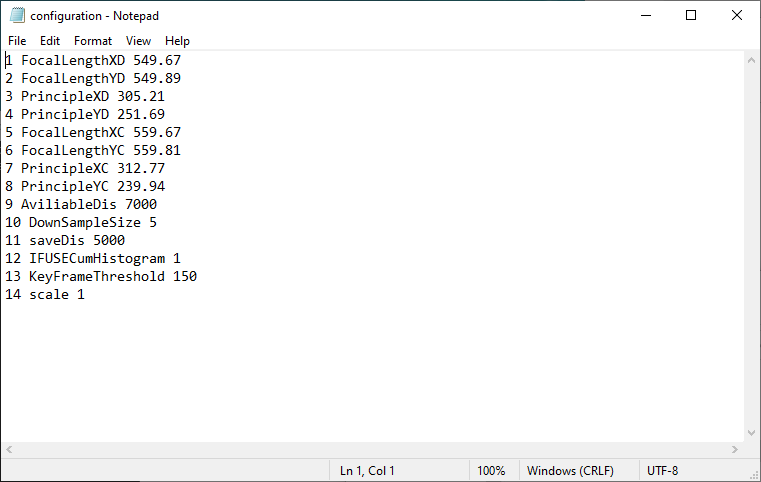 configuration - Notepad
File Edit Format View Help
1 FocalLengthXD 549.67
2 FocalLengthYD 549.89
3 PrincipleXD 305.21
4 PrincipleYD 251.69
5 FocalLengthXC 559.67
6 FocalLengthYC 559.81
7 PrincipleXC 312.77
8 PrincipleYC 239.94
9 AviliableDis 7000
10 DownSampleSize 5
11 saveDis 5000
12 IFUSECumHistogram 1
13 KeyFrameThreshold 150
14 scale 1
Ln 1, Col 1 100% Windows (CRLF) UTF-8